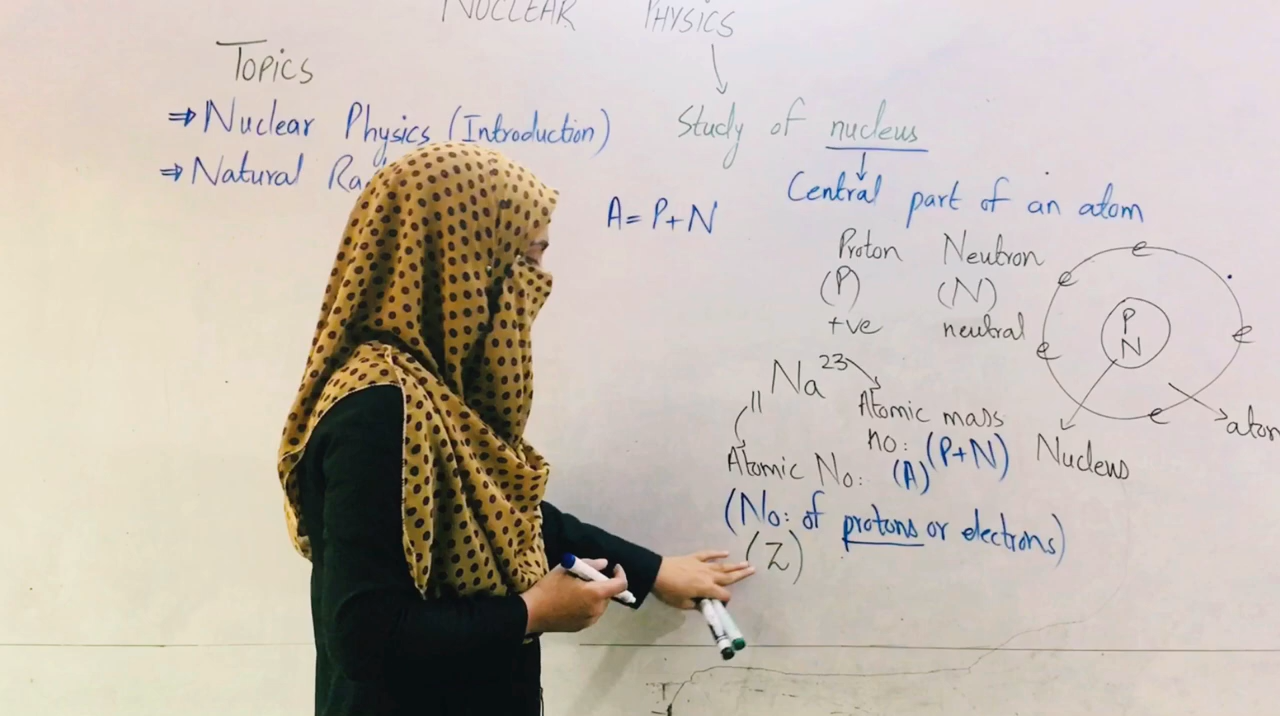 NUCLEAR PHYSICS
Topics
⇒ Nuclear Physics (Introduction)
⇒ Natural
Study of nucleus
Central part of an atom
A = P+N
Proton Neutron
(P) (N)
+ve neutral
e
e
e
e
e
P
N
atom
Nucleus
Na 23
11
Atomic mass
no: (P+N)
(A)
Atomic No:
(No: of protons or electrons)
(Z)